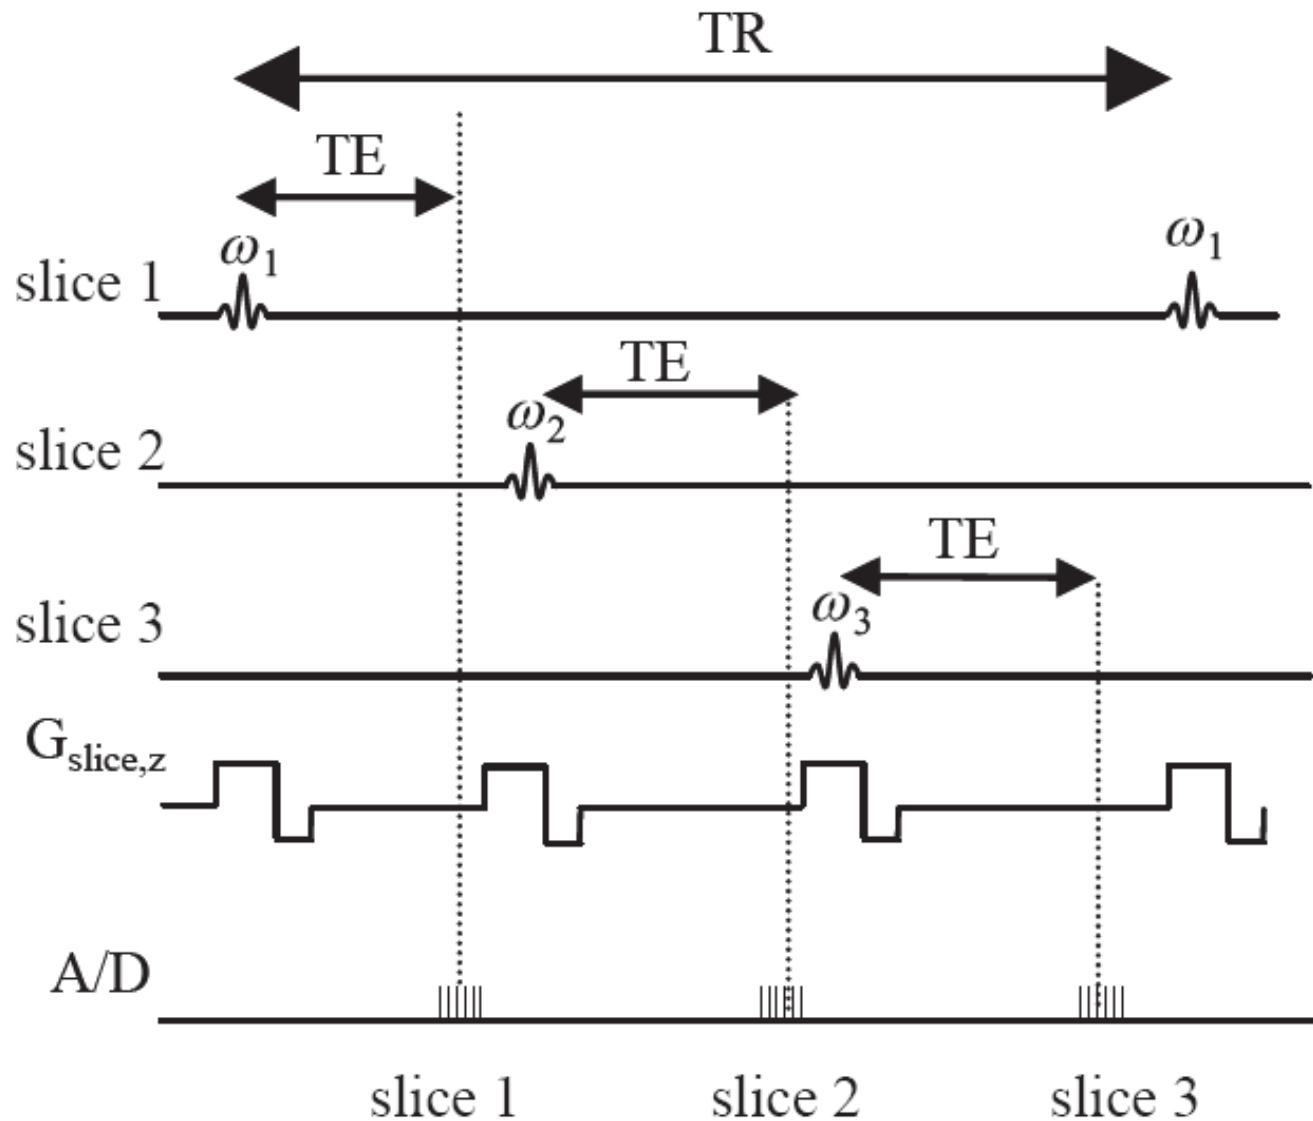 TR
TE
ω1
ω1
slice 1
TE
ω2
slice 2
TE
ω3
slice 3
Gslice,z
A/D
slice 1 slice 2 slice 3